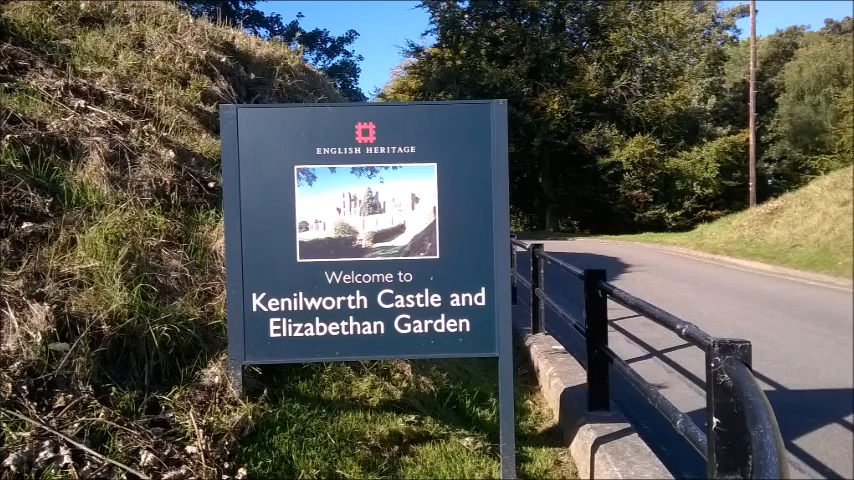 ENGLISH HERITAGE
Welcome to
Kenilworth Castle and
Elizabethan Garden